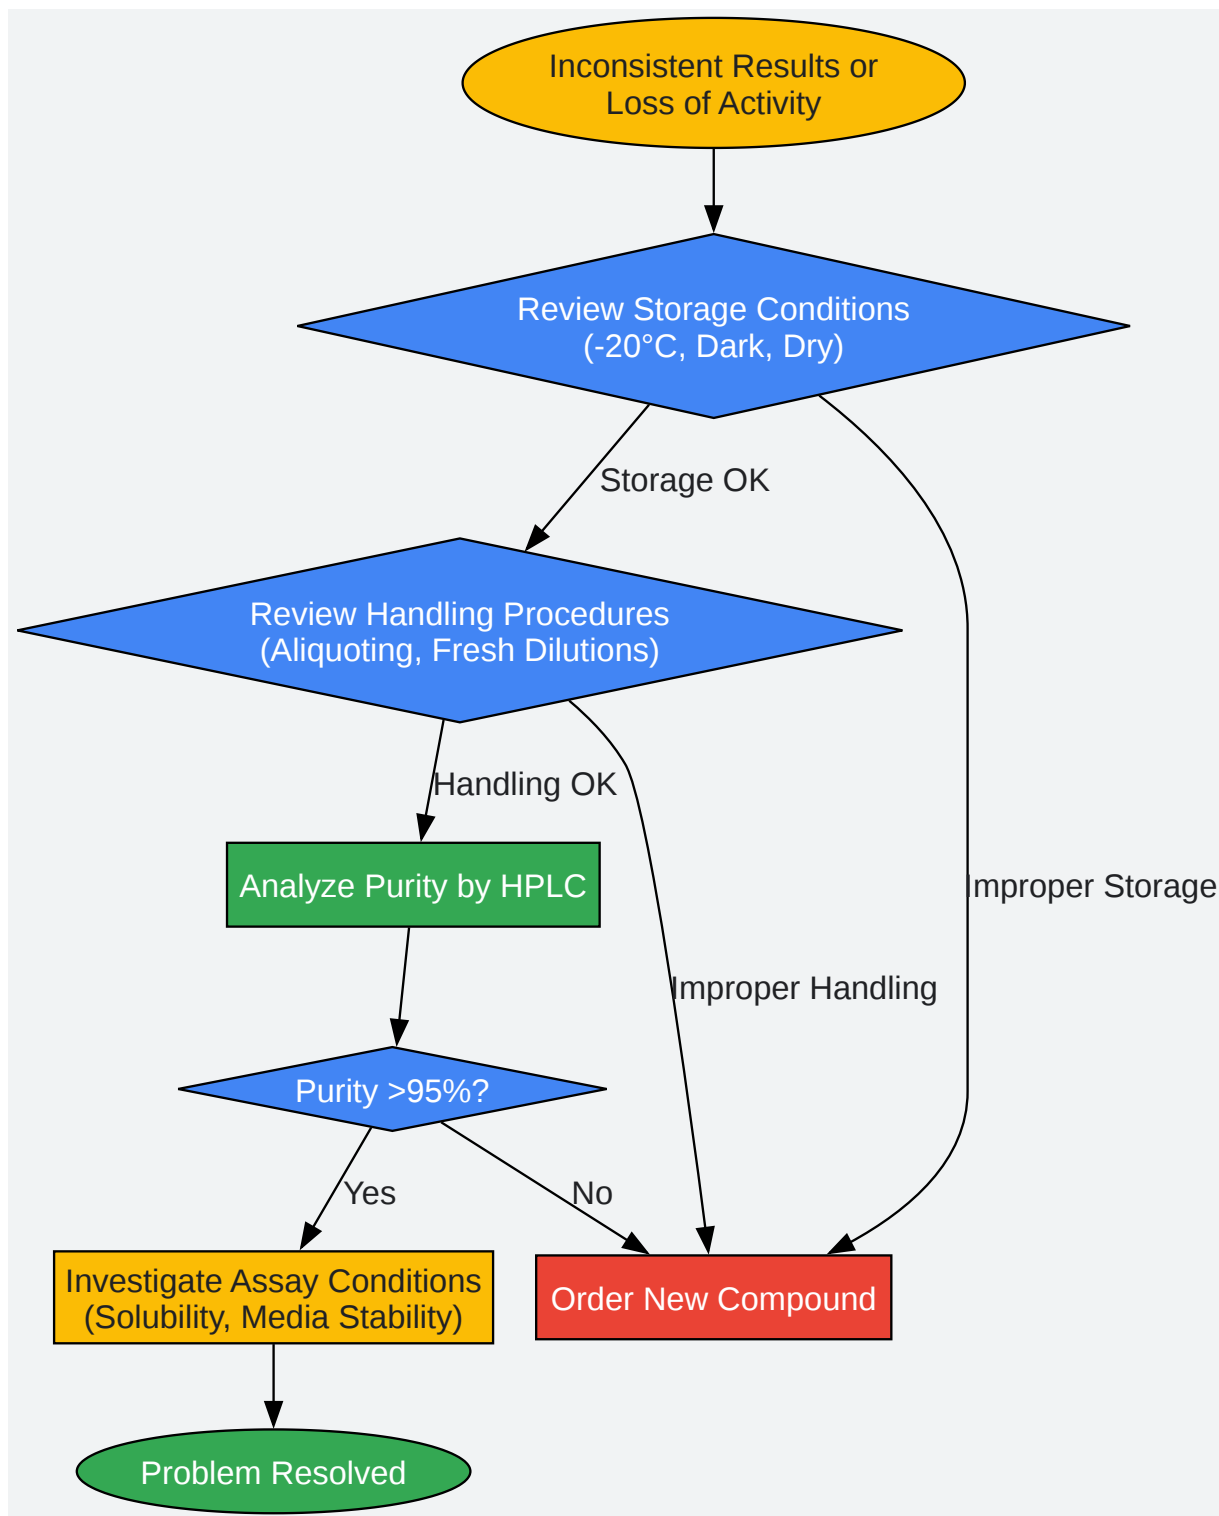 Inconsistent Results or
Loss of Activity
Review Storage Conditions
(-20°C, Dark, Dry)
Storage OK
Review Handling Procedures
(Aliquoting, Fresh Dilutions)
Handling OK
Analyze Purity by HPLC
Improper Storage
Improper Handling
Purity >95%?
Yes
No
Investigate Assay Conditions
(Solubility, Media Stability)
Order New Compound
Problem Resolved